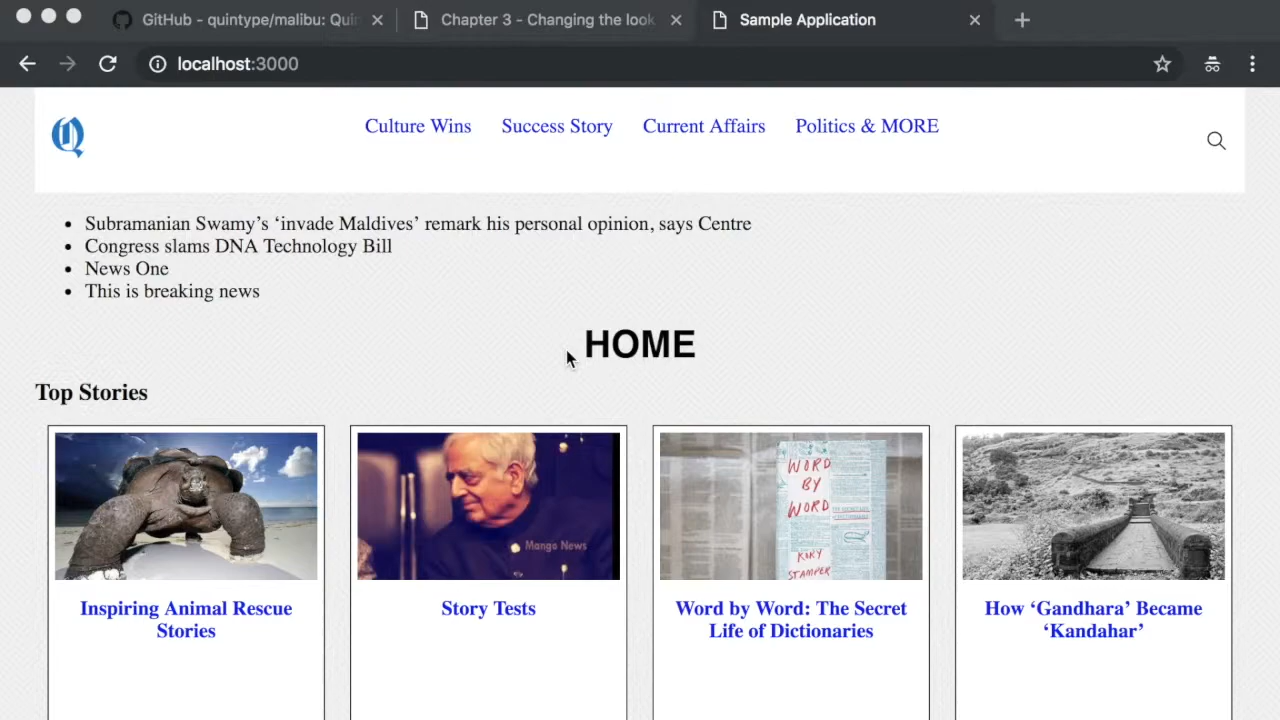 GitHub - quintype/malibu: Qui
Chapter 3 - Changing the look
Sample Application
localhost:3000
Q
Culture Wins
Success Story
Current Affairs
Politics & MORE
• Subramanian Swamy’s ‘invade Maldives’ remark his personal opinion, says Centre
• Congress slams DNA Technology Bill
• News One
• This is breaking news
HOME
Top Stories
Mango News
WORD
BY
WORD
KORY
STAMPER
Inspiring Animal Rescue
Stories
Story Tests
Word by Word: The Secret
Life of Dictionaries
How ‘Gandhara’ Became
‘Kandahar’